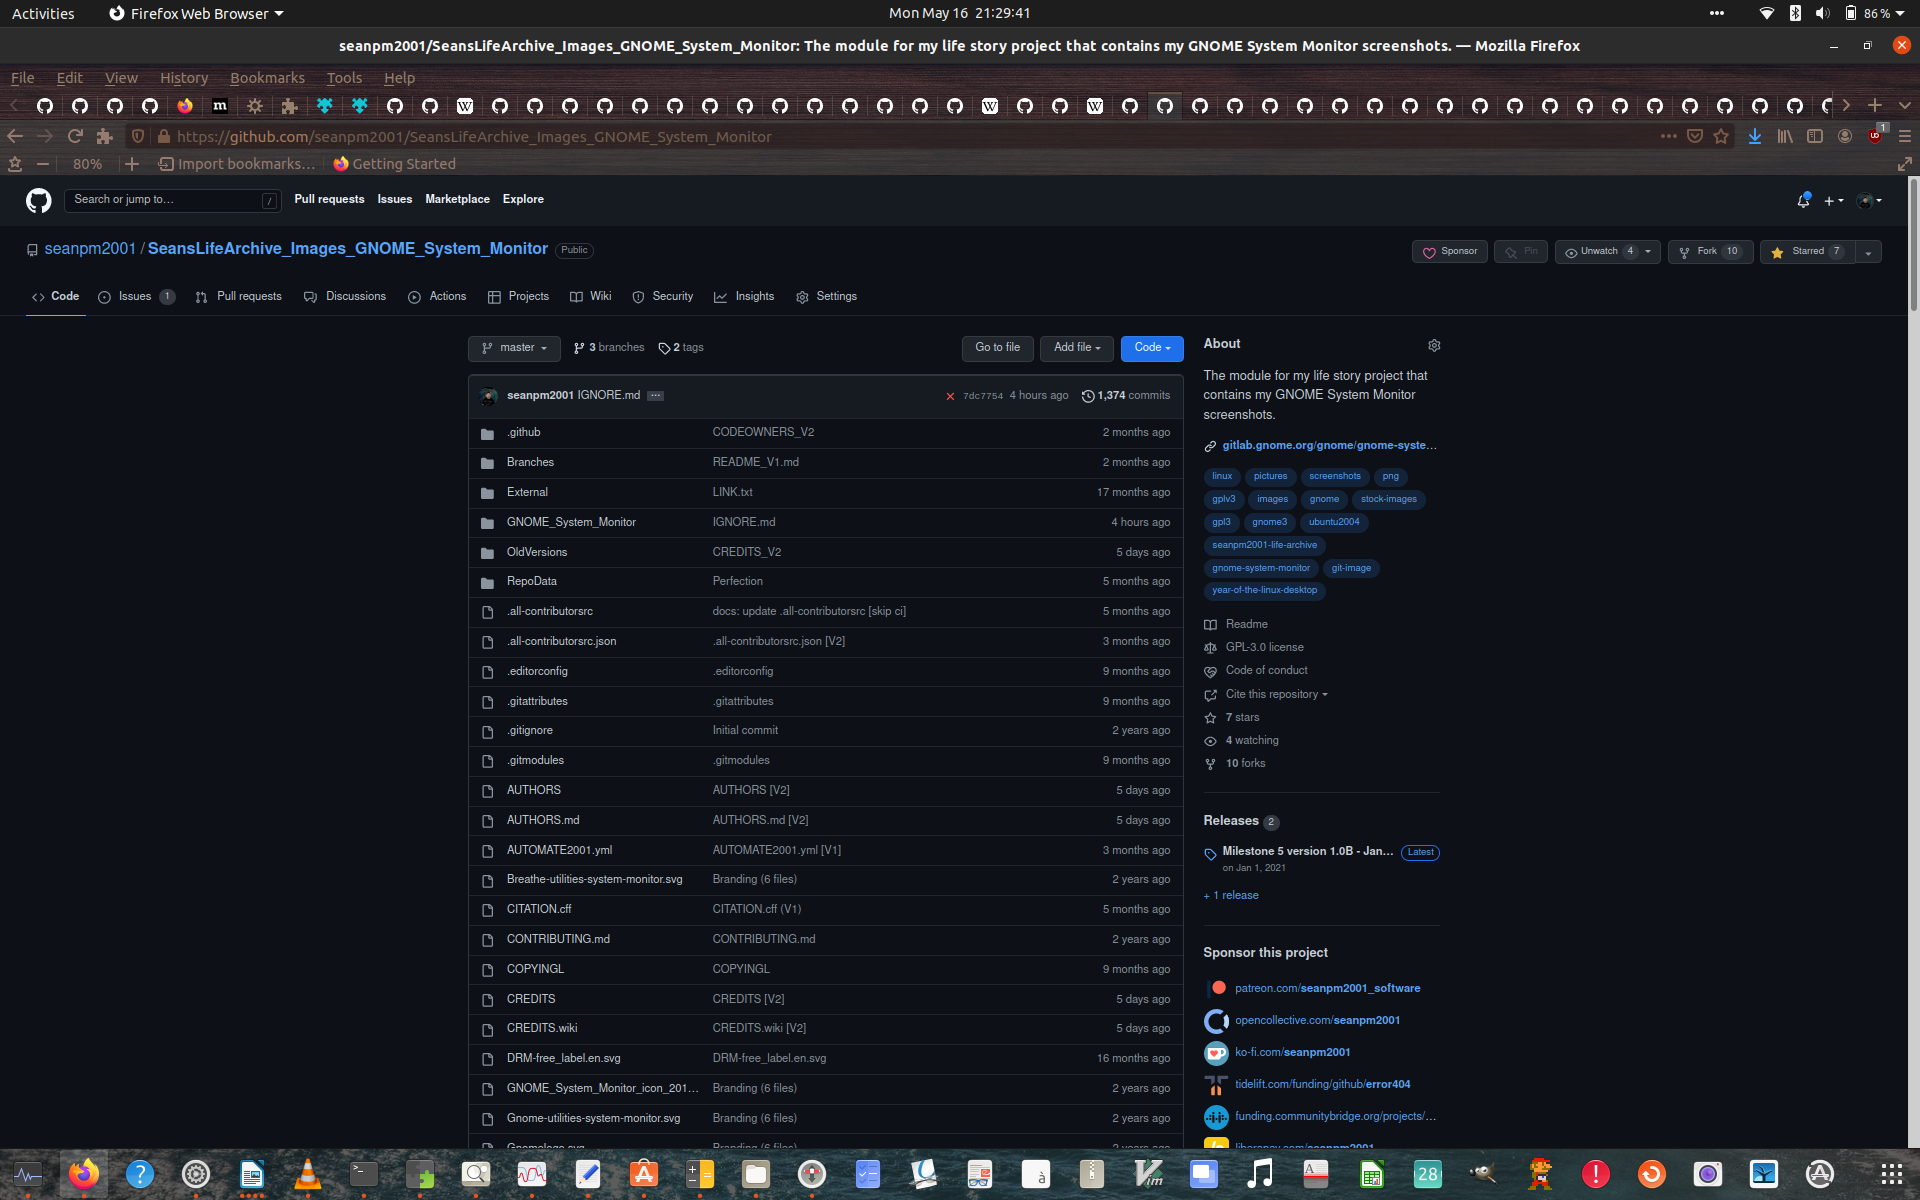 Activities Firefox Web Browser Mon May 16 21:29:41 86 %
seanpm2001/SeansLifeArchive_Images_GNOME_System_Monitor: The module for my life story project that contains my GNOME System Monitor screenshots. — Mozilla Firefox
File Edit View History Bookmarks Tools Help
https://github.com/seanpm2001/SeansLifeArchive_Images_GNOME_System_Monitor 1
80% Import bookmarks... Getting Started
Search or jump to... / Pull requests Issues Marketplace Explore
seanpm2001 / SeansLifeArchive_Images_GNOME_System_Monitor Public
Sponsor Pin Unwatch 4 Fork 10 Starred 7
Code Issues 1 Pull requests Discussions Actions Projects Wiki Security Insights Settings
master 3 branches 2 tags Go to file Add file Code
seanpm2001 IGNORE.md ... 7dc7754 4 hours ago 1,374 commits
.github CODEOWNERS_V2 2 months ago
Branches README_V1.md 2 months ago
External LINK.txt 17 months ago
GNOME_System_Monitor IGNORE.md 4 hours ago
OldVersions CREDITS_V2 5 days ago
RepoData Perfection 5 months ago
.all-contributorsrc docs: update .all-contributorsrc [skip ci] 5 months ago
.all-contributorsrc.json .all-contributorsrc.json [V2] 3 months ago
.editorconfig .editorconfig 9 months ago
.gitattributes .gitattributes 9 months ago
.gitignore Initial commit 2 years ago
.gitmodules .gitmodules 9 months ago
AUTHORS AUTHORS [V2] 5 days ago
AUTHORS.md AUTHORS.md [V2] 5 days ago
AUTOMATE2001.yml AUTOMATE2001.yml [V1] 3 months ago
Breathe-utilities-system-monitor.svg Branding (6 files) 2 years ago
CITATION.cff CITATION.cff (V1) 5 months ago
CONTRIBUTING.md CONTRIBUTING.md 2 years ago
COPYINGL COPYINGL 9 months ago
CREDITS CREDITS [V2] 5 days ago
CREDITS.wiki CREDITS.wiki [V2] 5 days ago
DRM-free_label.en.svg DRM-free_label.en.svg 16 months ago
GNOME_System_Monitor_icon_201... Branding (6 files) 2 years ago
Gnome-utilities-system-monitor.svg Branding (6 files) 2 years ago
Gnomelogo.svg Branding (6 files) 2 years ago
About
The module for my life story project that
contains my GNOME System Monitor
screenshots.
gitlab.gnome.org/gnome/gnome-syste...
linux pictures screenshots png
gplv3 images gnome stock-images
gpl3 gnome3 ubuntu2004
seanpm2001-life-archive
gnome-system-monitor git-image
year-of-the-linux-desktop
Readme
GPL-3.0 license
Code of conduct
Cite this repository
7 stars
4 watching
10 forks
Releases 2
Milestone 5 version 1.0B - Jan... Latest
on Jan 1, 2021
+ 1 release
Sponsor this project
patreon.com/seanpm2001_software
opencollective.com/seanpm2001
ko-fi.com/seanpm2001
tidelift.com/funding/github/error404
funding.communitybridge.org/projects/...
liberapay.com/seanpm2001
28